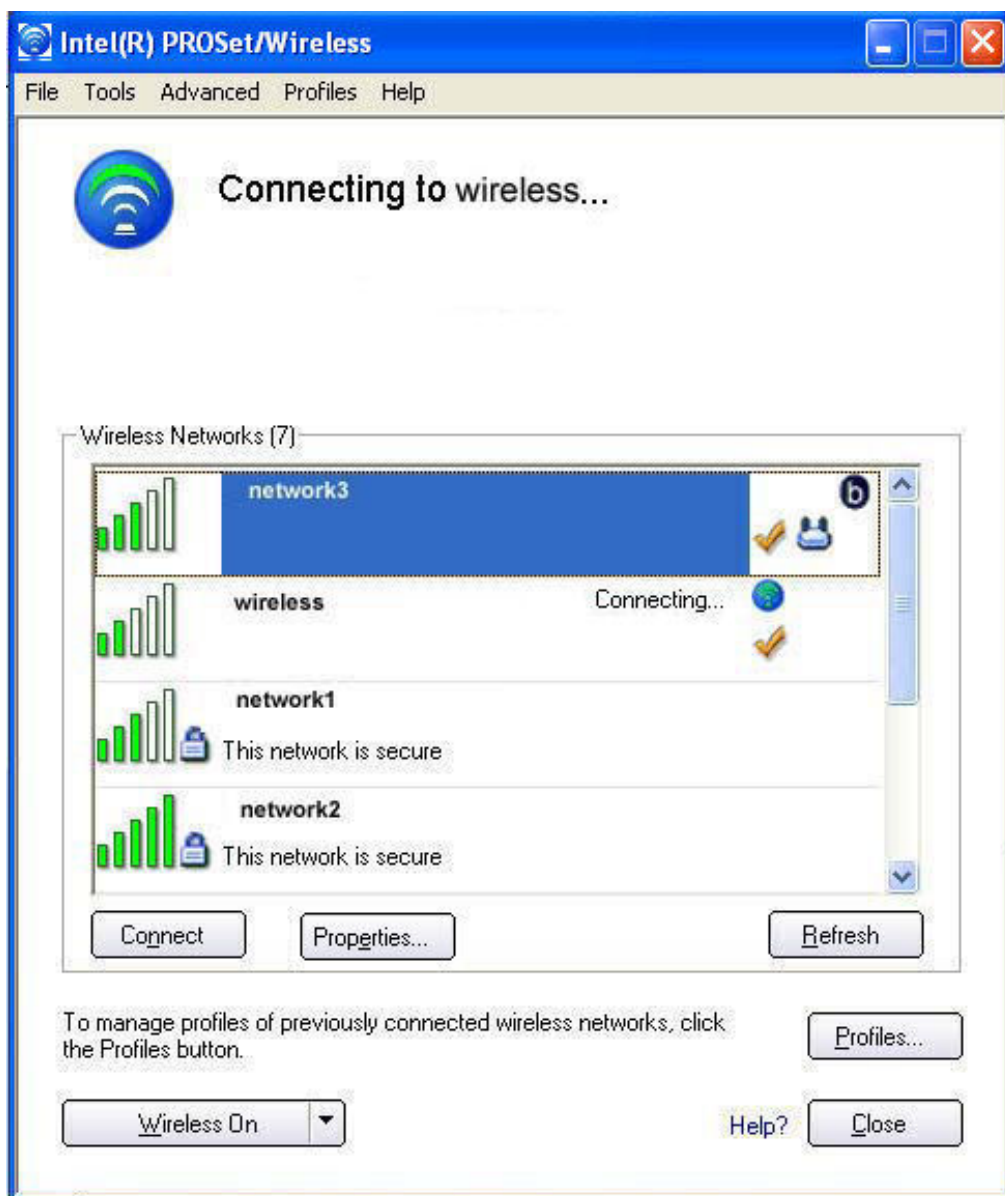 Intel(R) PROSet/Wireless
File Tools Advanced Profiles Help
Connecting to wireless...
Wireless Networks (7)
network3
b
wireless Connecting...
network1
This network is secure
network2
This network is secure
Connect Properties... Refresh
To manage profiles of previously connected wireless networks, click
the Profiles button.
Profiles...
Wireless On Help? Close